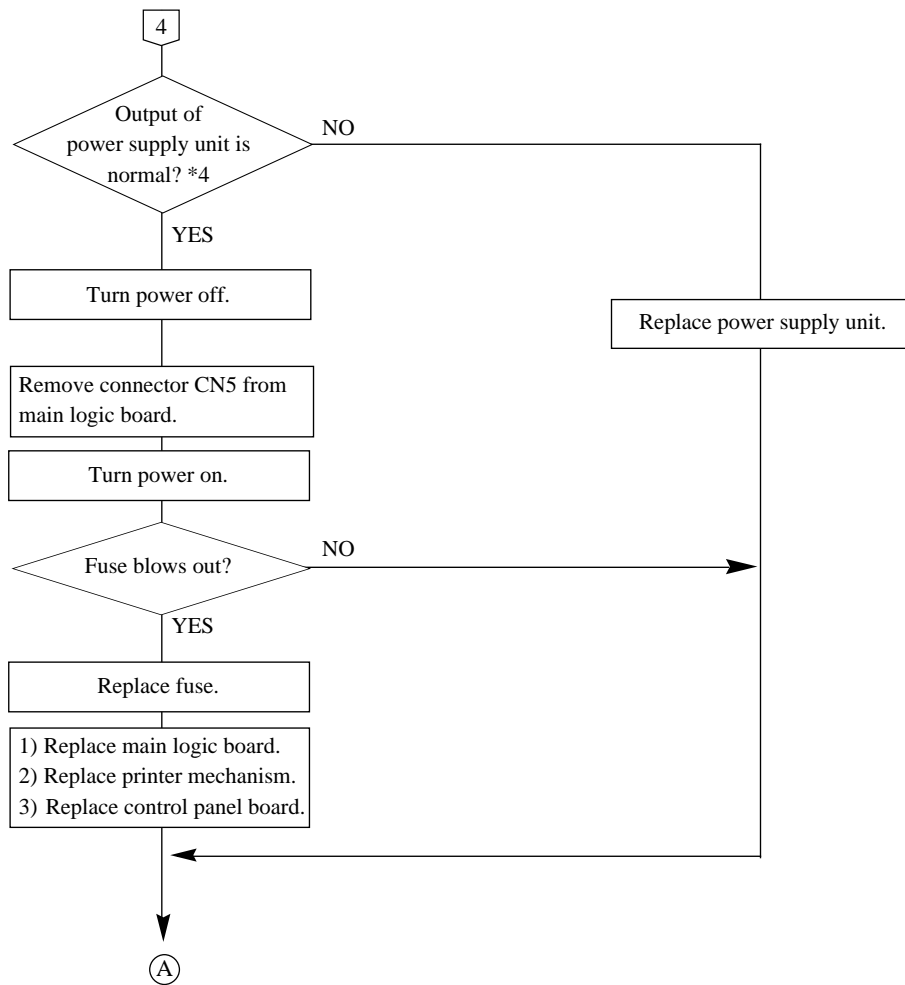 4
Output of
power supply unit is
normal? *4
NO
YES
Turn power off.
Replace power supply unit.
Remove connector CN5 from
main logic board.
Turn power on.
Fuse blows out?
NO
YES
Replace fuse.
1) Replace main logic board.
2) Replace printer mechanism.
3) Replace control panel board.
A